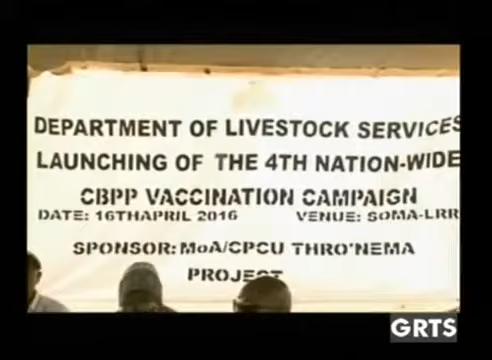 DEPARTMENT OF LIVESTOCK SERVICES
LAUNCHING OF THE 4TH NATION-WIDE
CBPP VACCINATION CAMPAIGN
DATE: 16THAPRIL 2016 VENUE: SOMA-LRR
SPONSOR: MoA/CPCU THRO'NEMA
PROJECT
GRTS